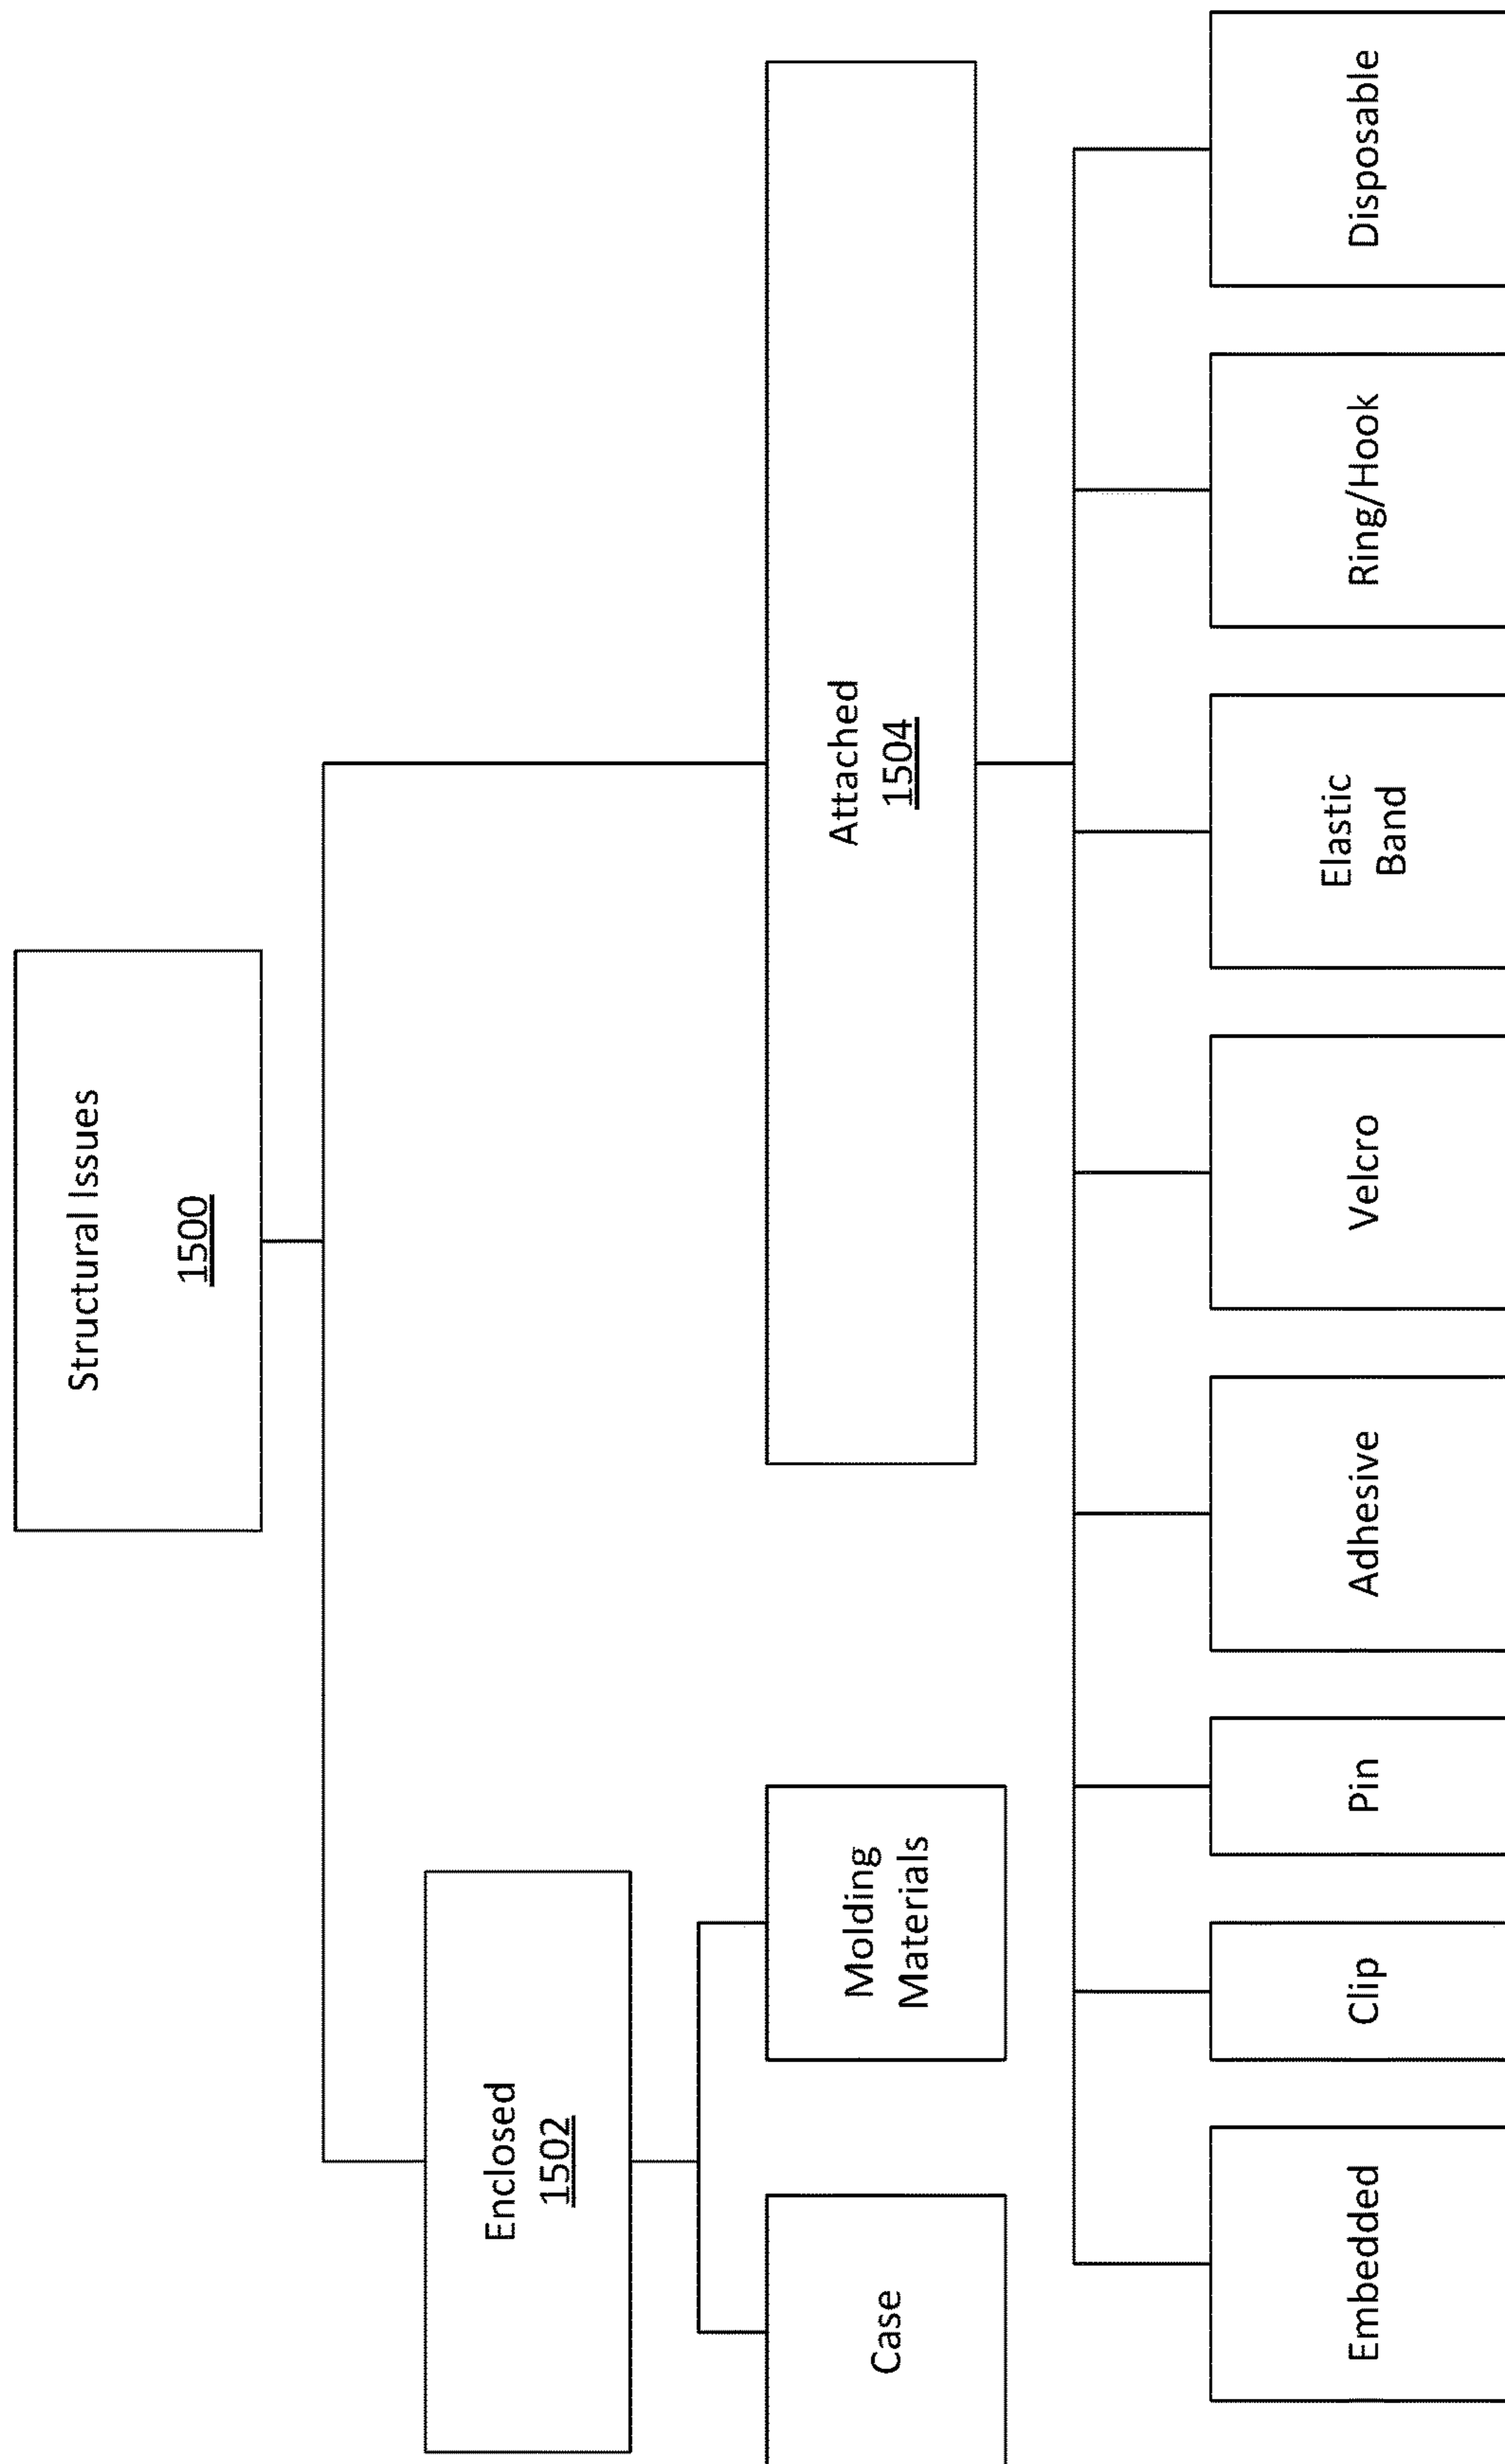 Structural Issues
1500
Enclosed
1502
Attached
1504
Case
Molding
Materials
Embedded
Clip
Pin
Adhesive
Velcro
Elastic
Band
Ring/Hook
Disposable